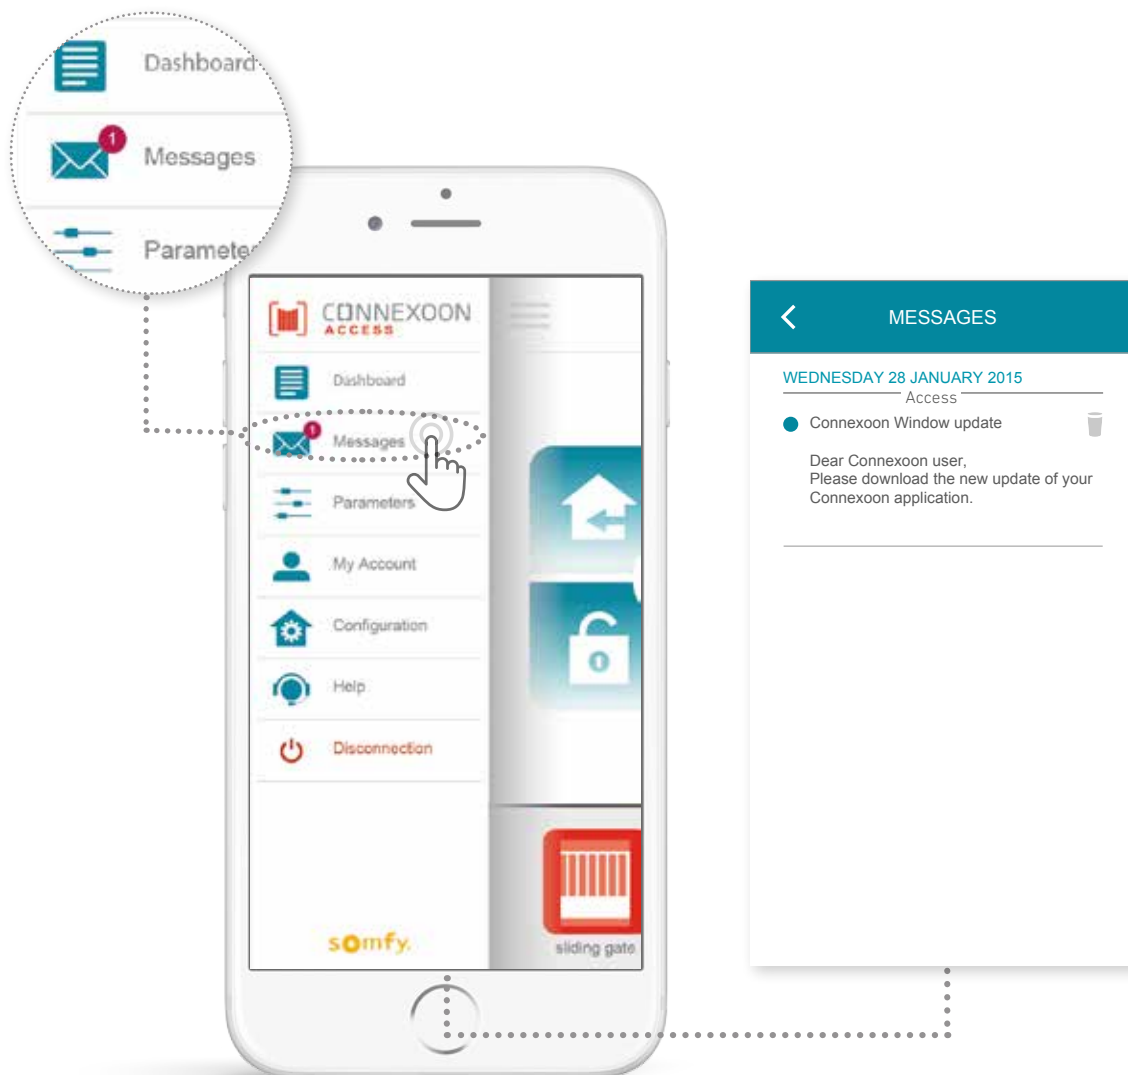 Dashboard
1
Messages
Parameter
CONNEXOON
ACCESS
Dashboard
1
Messages
Parameters
My Account
Configuration
Help
Disconnection
somfy.
sliding gate
MESSAGES
WEDNESDAY 28 JANUARY 2015
Access
Connexoon Window update
Dear Connexoon user,
Please download the new update of your
Connexoon application.